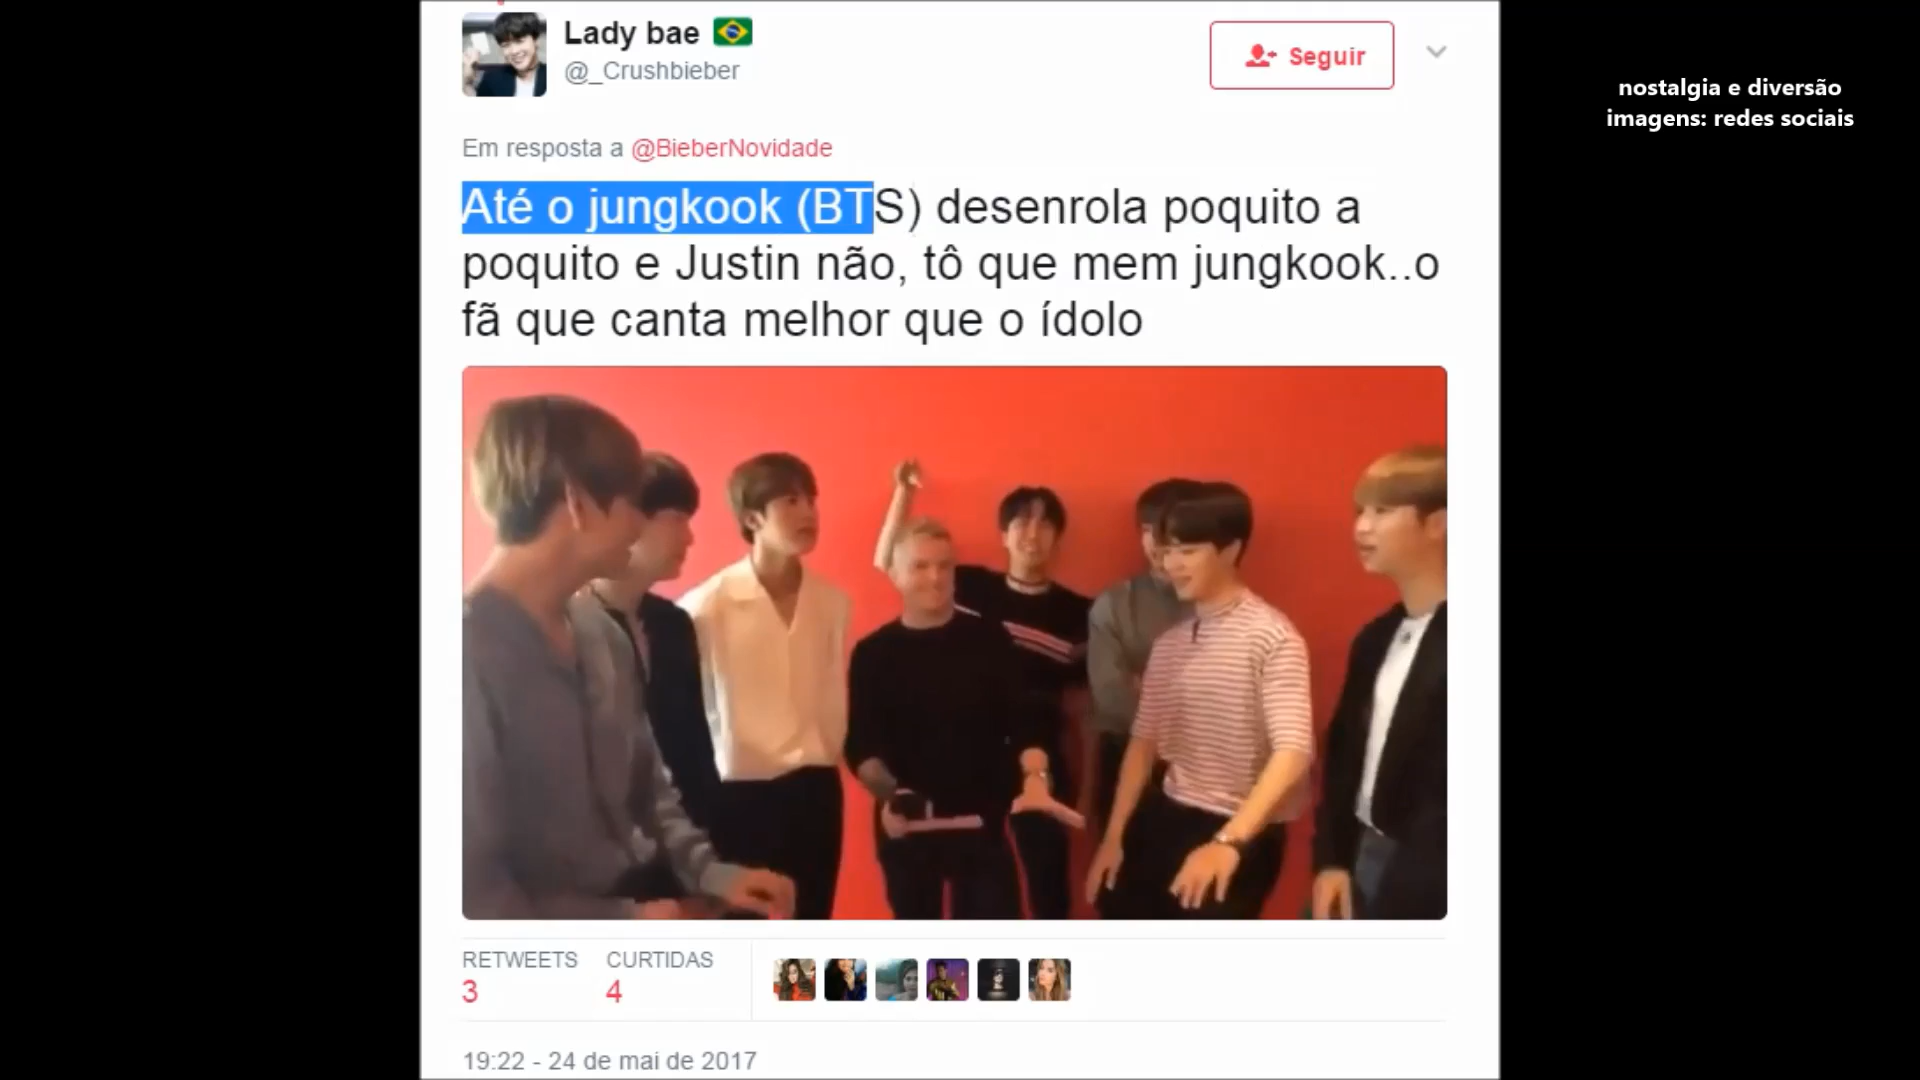 Lady bae
@_Crushbieber
Seguir
nostalgia e diversão
imagens: redes sociais
Em resposta a @BieberNovidade
Até o jungkook (BTS) desenrola poquito a
poquito e Justin não, tô que mem jungkook..o
fã que canta melhor que o ídolo
RETWEETS
CURTIDAS
3
4
19:22 - 24 de mai de 2017